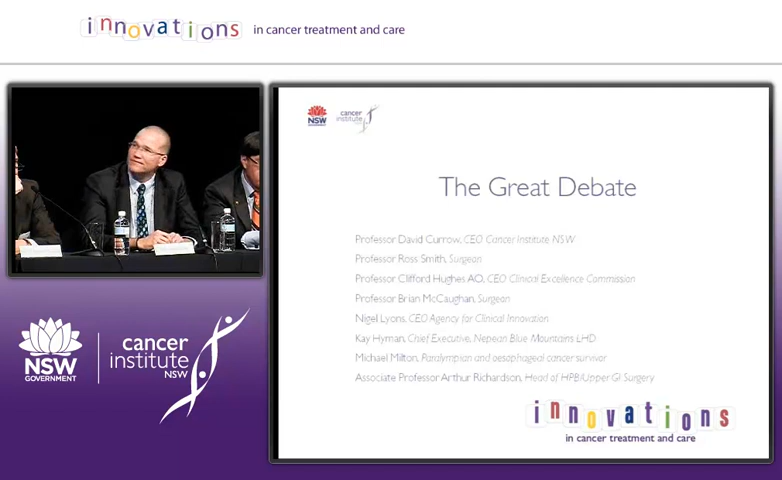 innovations in cancer treatment and care
NSW
GOVERNMENT
cancer
institute
The Great Debate
Professor David Currow, CEO Cancer Institute NSW
Professor Ross Smith, Surgeon
Professor Clifford Hughes AO, CEO Clinical Excellence Commission
Professor Brian McCaughan, Surgeon
Nigel Lyons, CEO Agency for Clinical Innovation
Kay Hyman, Chief Executive, Nepean Blue Mountains LHD
Michael Milton, Paralympian and oesophageal cancer survivor
Associate Professor Arthur Richardson, Head of HPB/Upper GI Surgery
innovations
in cancer treatment and care
NSW
GOVERNMENT
cancer
institute
NSW